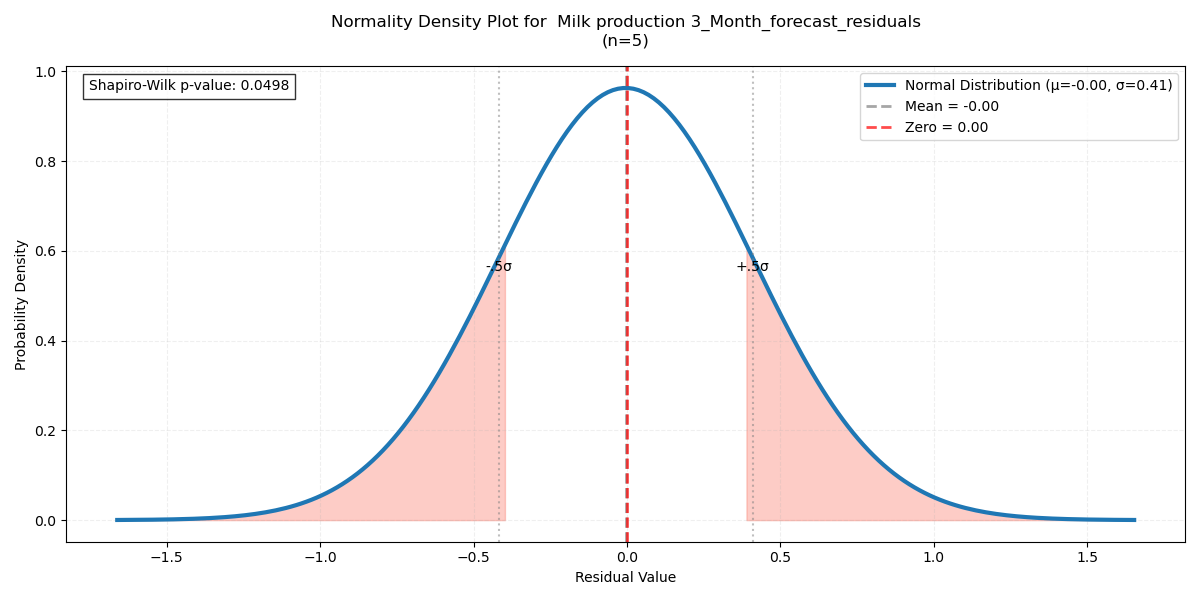 Normality Density Plot for  Milk production 3_Month_forecast_residuals
(n=5)
Shapiro-Wilk p-value: 0.0498
Normal Distribution (μ=-0.00, σ=0.41)
Mean = -0.00
Zero = 0.00
Probability Density
1.0
0.8
0.6
0.4
0.2
0.0
-.5σ
+.5σ
−1.5
−1.0
−0.5
0.0
0.5
1.0
1.5
Residual Value